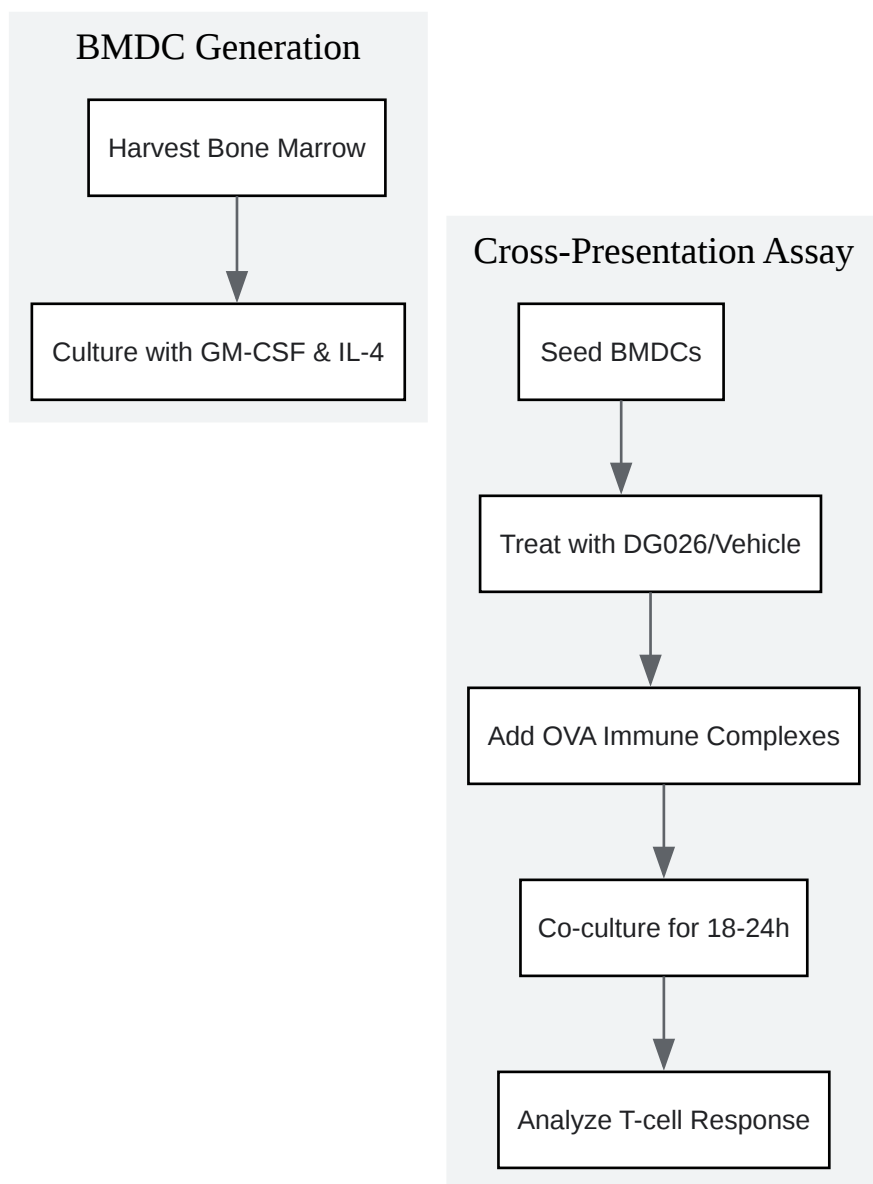 BMDC Generation
Harvest Bone Marrow
Culture with GM-CSF & IL-4
Cross-Presentation Assay
Seed BMDCs
Treat with DG026/Vehicle
Add OVA Immune Complexes
Co-culture for 18-24h
Analyze T-cell Response